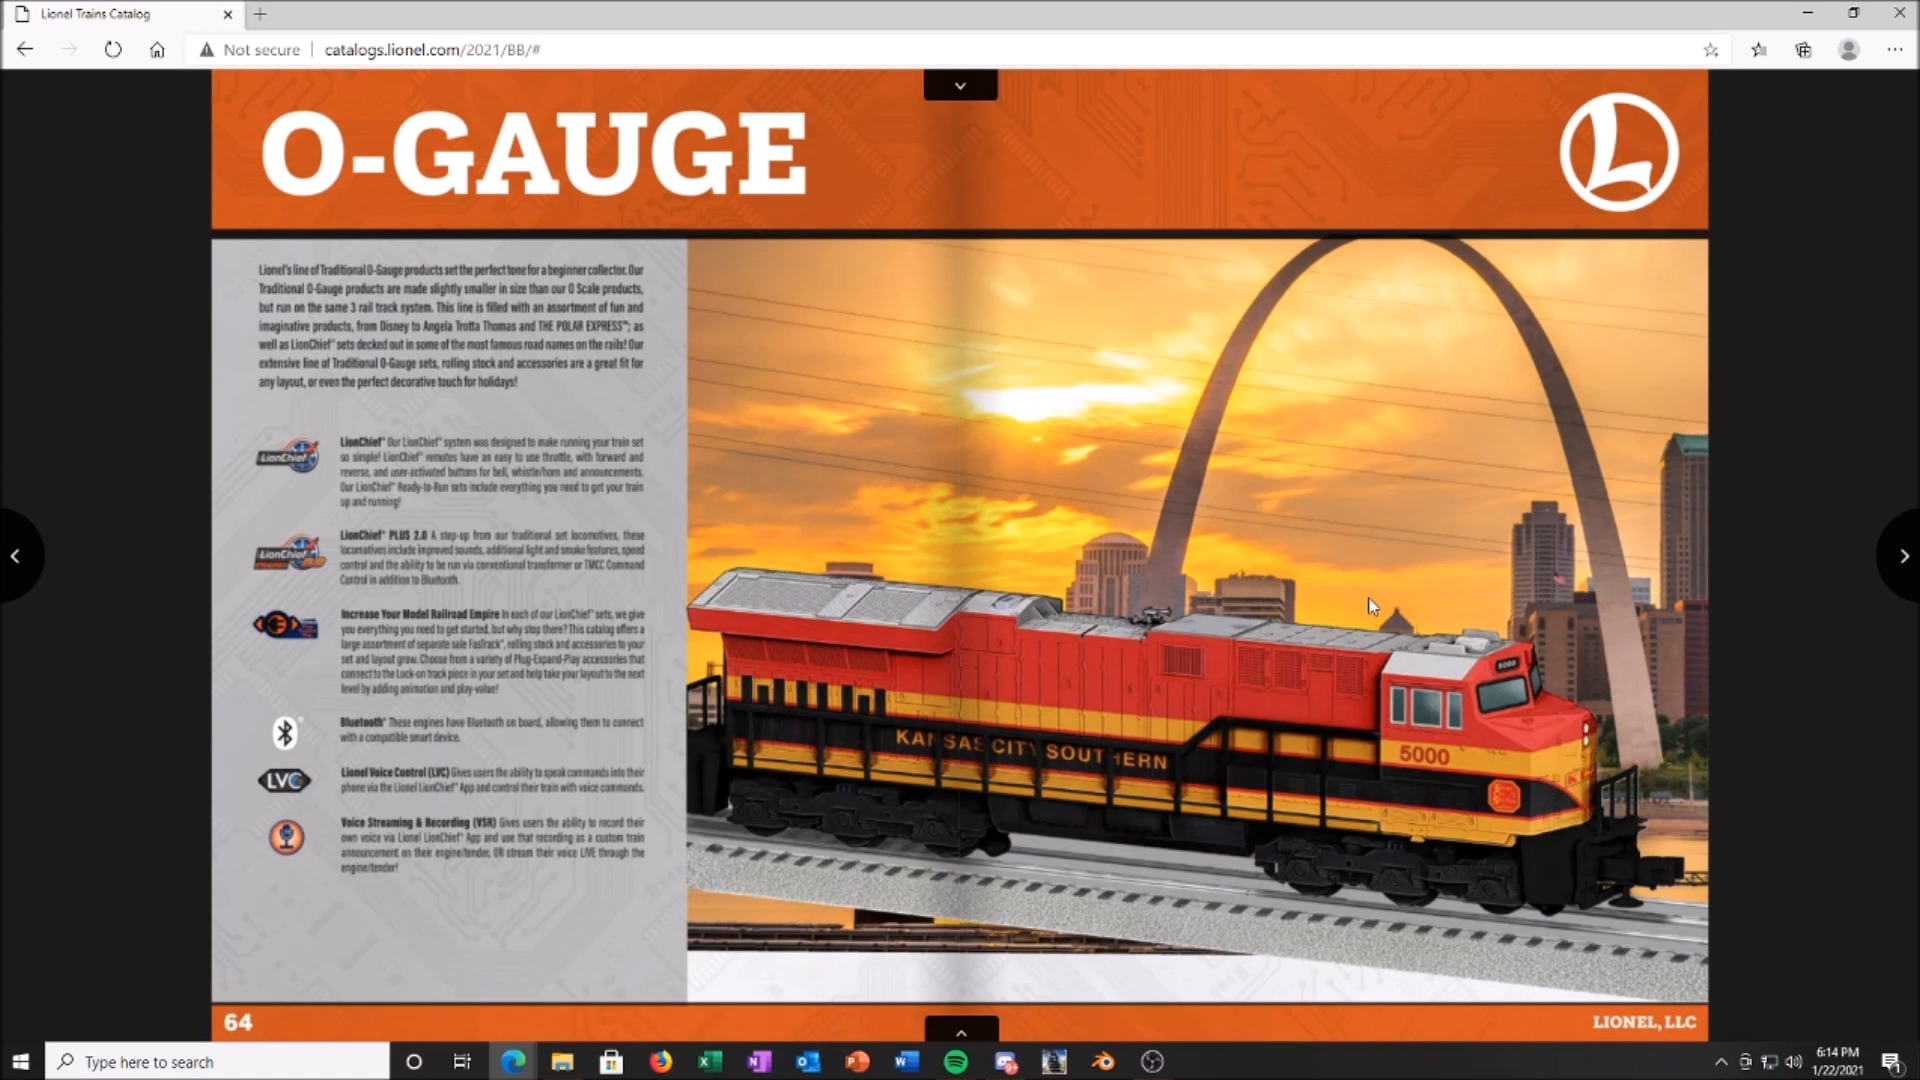 Lionel Trains Catalog
Not secure
catalogs.lionel.com/2021/BB/#
O-GAUGE
Lionel's line of Traditional O-Gauge products set the perfect tone for a beginner collector. Our
Traditional O-Gauge products are made slightly smaller in size than our O Scale products,
but run on the same 3 rail track system. This line is filled with an assortment of fun and
imaginative products, from Disney to Angela Trotta Thomas and THE POLAR EXPRESS™; as
well as LionChief® sets decked out in some of the most famous road names on the rails! Our
extensive line of Traditional O-Gauge sets, rolling stock and accessories are a great fit for
any layout, or even the perfect decorative touch for holidays!
LionChief
LionChief® Our LionChief® system was designed to make running your train set
so simple! LionChief® remotes have an easy to use throttle, with forward and
reverse, and user-activated buttons for bell, whistle/horn and announcements.
Our LionChief® Ready-to-Run sets include everything you need to get your train
up and running!
LionChief
LionChief® PLUS 2.0 A step-up from our traditional set locomotives, these
locomotives include improved sounds, additional light and smoke features, speed
control and the ability to be run via conventional transformer or TMCC Command
Control in addition to Bluetooth.
Increase Your Model Railroad Empire In each of our LionChief® sets, we give
you everything you need to get started, but why stop there? This catalog offers a
large assortment of separate sale FasTrack®, rolling stock and accessories to your
set and layout grow. Choose from a variety of Plug-Expand-Play accessories that
connect to the Lock-on track piece in your set and help take your layout to the next
level by adding animation and play-value!
Bluetooth® These engines have Bluetooth on board, allowing them to connect
with a compatible smart device.
LVC
Lionel Voice Control (LVC) Gives users the ability to speak commands into their
phone via the Lionel LionChief® App and control their train with voice commands.
Voice Streaming & Recording (VSR) Gives users the ability to record their
own voice via Lionel LionChief® App and use that recording as a custom train
announcement on their engine/tender, OR stream their voice LIVE through the
engine/tender!
5000
KANSAS CITY SOUTHERN
5000
64
LIONEL, LLC
Type here to search
6:14 PM
1/22/2021